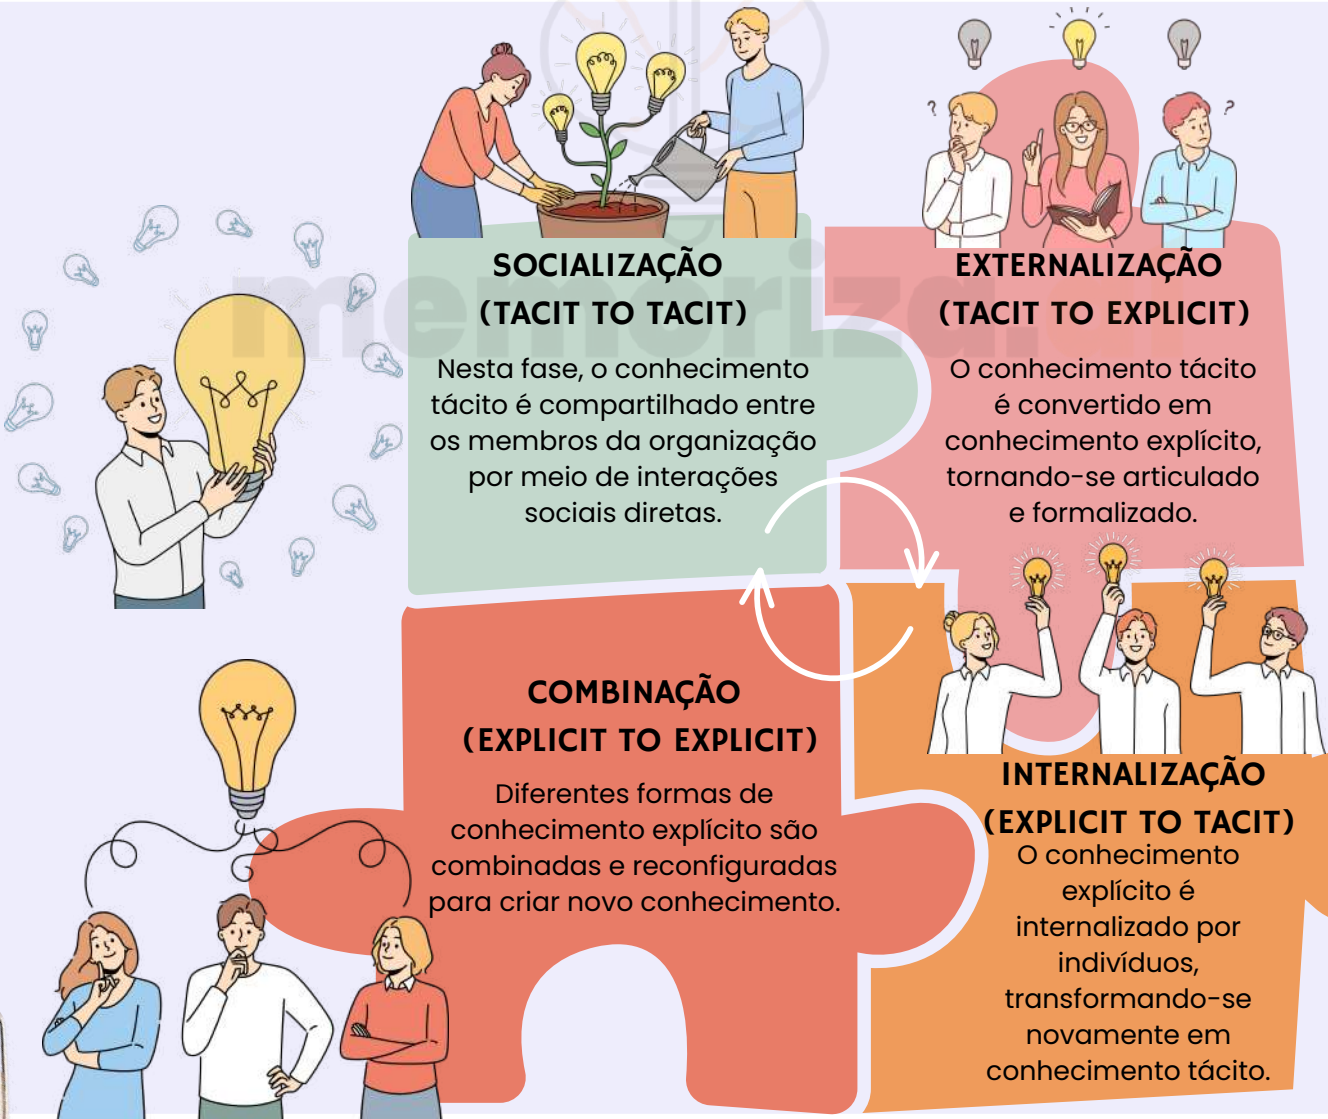 SOCIALIZAÇÃO
(TACIT TO TACIT)
Nesta fase, o conhecimento
tácito é compartilhado entre
os membros da organização
por meio de interações
sociais diretas.
?
?
EXTERNALIZAÇÃO
(TACIT TO EXPLICIT)
O conhecimento tácito
é convertido em
conhecimento explícito,
tornando-se articulado
e formalizado.
memoriza.ai
COMBINAÇÃO
(EXPLICIT TO EXPLICIT)
Diferentes formas de
conhecimento explícito são
combinadas e reconfiguradas
para criar novo conhecimento.
INTERNALIZAÇÃO
(EXPLICIT TO TACIT)
O conhecimento
explícito é
internalizado por
indivíduos,
transformando-se
novamente em
conhecimento tácito.